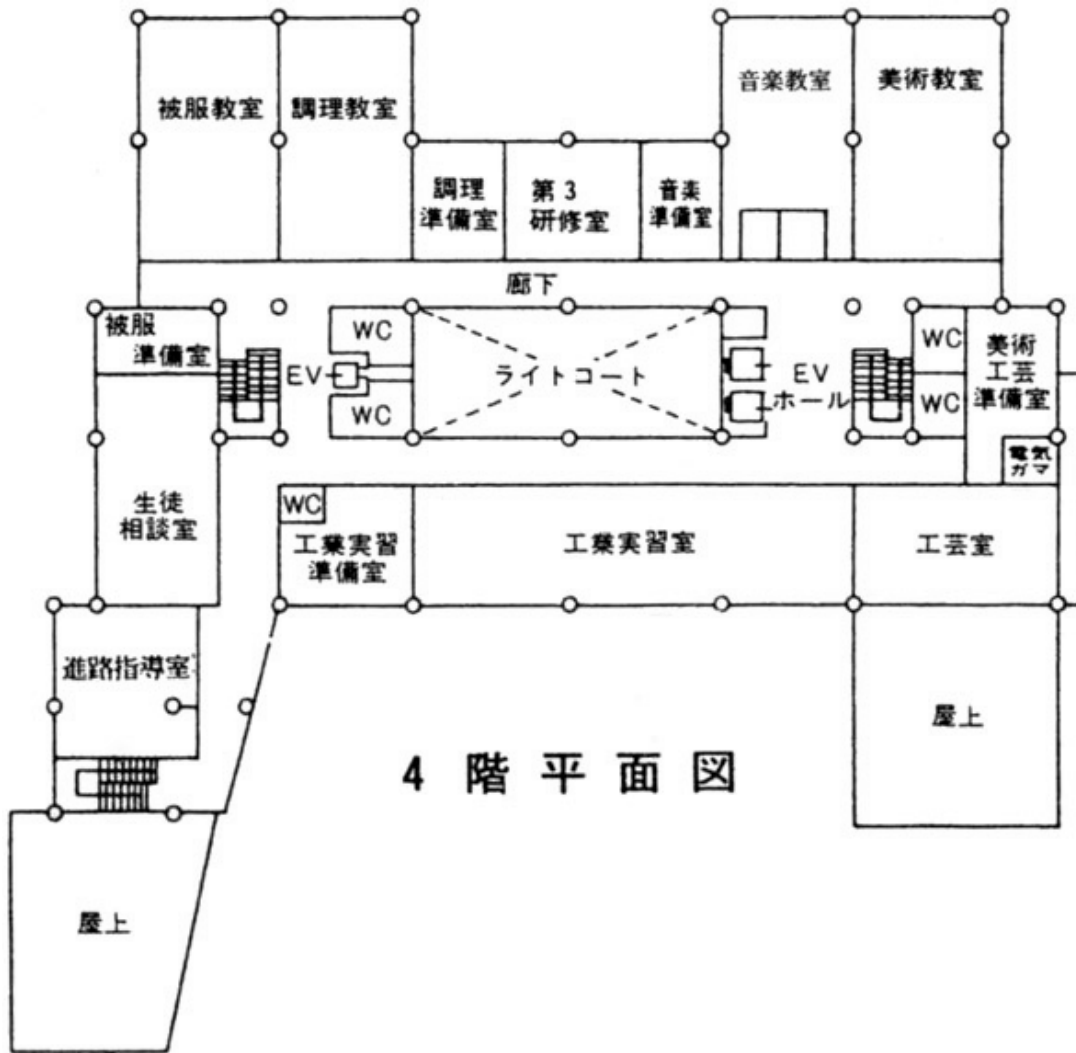 被服教室
調理教室
音楽教室
美術教室
調理
準備室
第3
研修室
音楽
準備室
廊下
被服
準備室
EV
WC
WC
ライトコート
EV
ホール
WC
WC
美術
工芸
準備室
電気
ガマ
生徒
相談室
WC
工業実習
準備室
工業実習室
工芸室
進路指導室
屋上
4階平面図
屋上